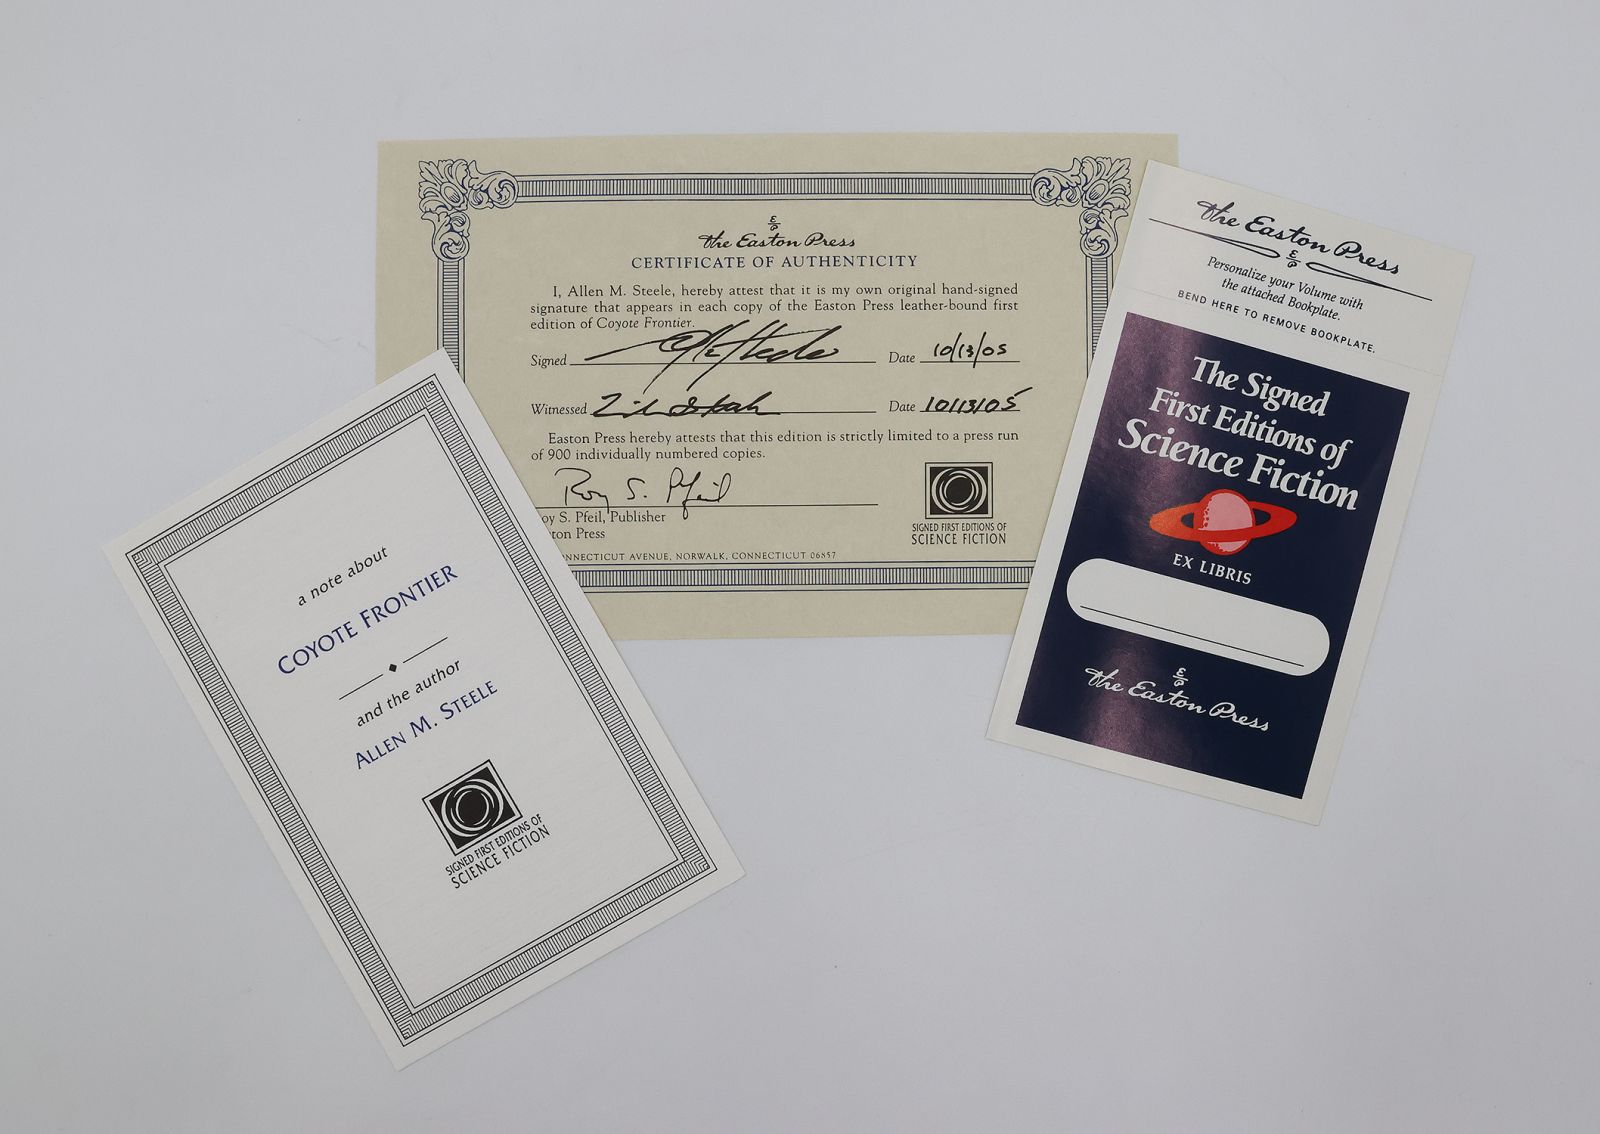 The Easton Press
CERTIFICATE OF AUTHENTICITY
I, Allen M. Steele, hereby attest that it is my own original hand-signed
signature that appears in each copy of the Easton Press leather-bound first
edition of Coyote Frontier.
Signed Date 10/13/05
Witnessed Date 10/13/05
Easton Press hereby attests that this edition is strictly limited to a press run
of 900 individually numbered copies.
Roy S. Pfeil
oy S. Pfeil, Publisher
ton Press
NNECTICUT AVENUE, NORWALK, CONNECTICUT 06857
SIGNED FIRST EDITIONS OF
SCIENCE FICTION
a note about
COYOTE FRONTIER
and the author
ALLEN M. STEELE
SIGNED FIRST EDITIONS OF
SCIENCE FICTION
The Easton Press
Personalize your Volume with
the attached Bookplate.
BEND HERE TO REMOVE BOOKPLATE.
The Signed
First Editions of
Science Fiction
EX LIBRIS
The Easton Press